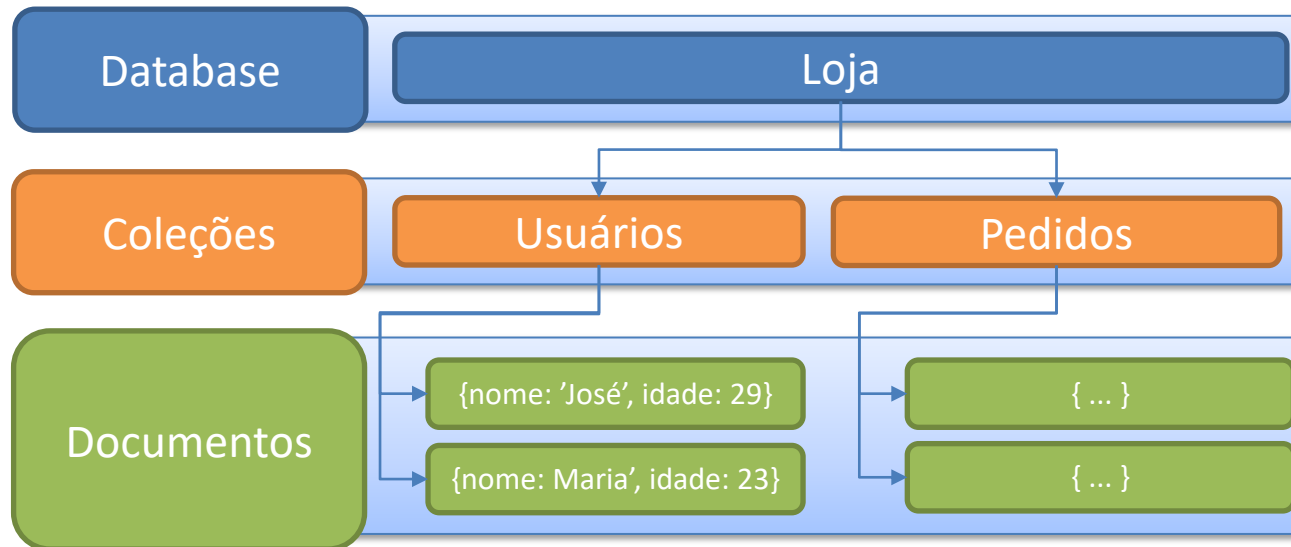 Database
Loja
Coleções
Usuários
Pedidos
Documentos
{nome: ’José’, idade: 29}
{ ... }
{nome: Maria’, idade: 23}
{ ... }